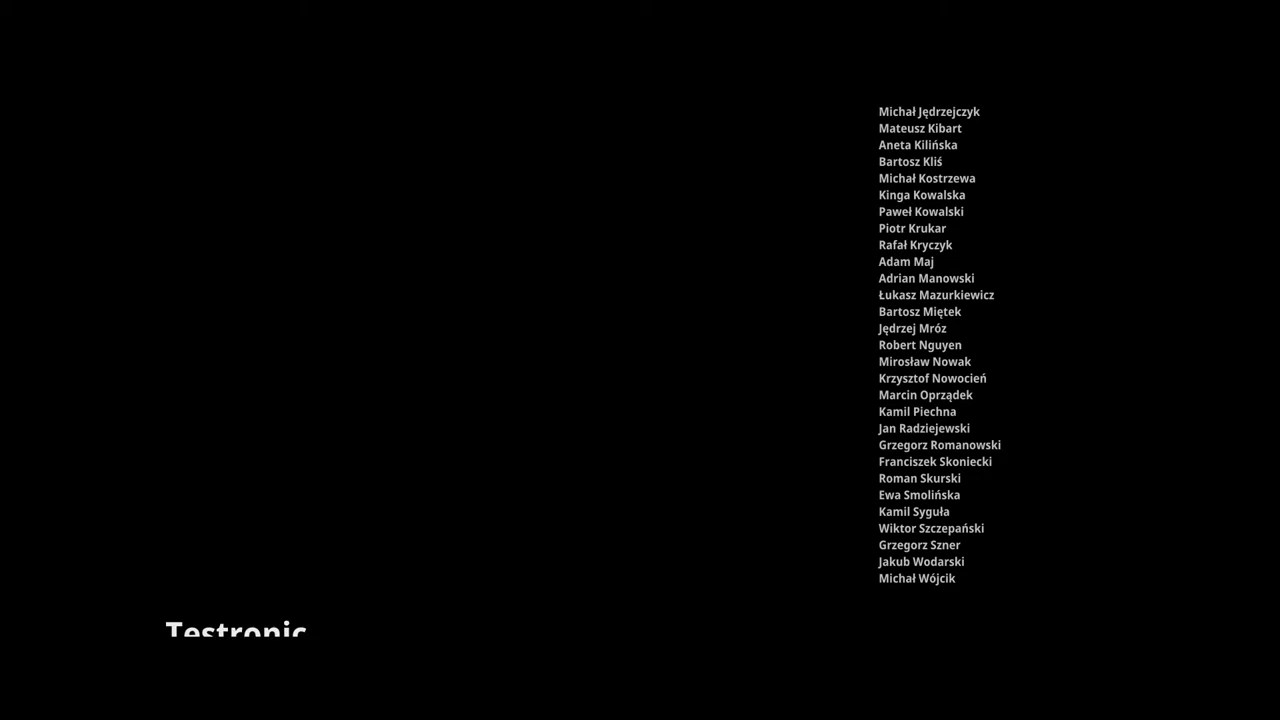 Michał Jędrzejczyk
Mateusz Kibart
Aneta Kilińska
Bartosz Kliś
Michał Kostrzewa
Kinga Kowalska
Paweł Kowalski
Piotr Krukar
Rafał Kryczyk
Adam Maj
Adrian Manowski
Łukasz Mazurkiewicz
Bartosz Miętek
Jędrzej Mróz
Robert Nguyen
Mirosław Nowak
Krzysztof Nowocień
Marcin Oprządek
Kamil Piechna
Jan Radziejewski
Grzegorz Romanowski
Franciszek Skoniecki
Roman Skurski
Ewa Smolińska
Kamil Syguła
Wiktor Szczepański
Grzegorz Szner
Jakub Wodarski
Michał Wójcik
Testronic